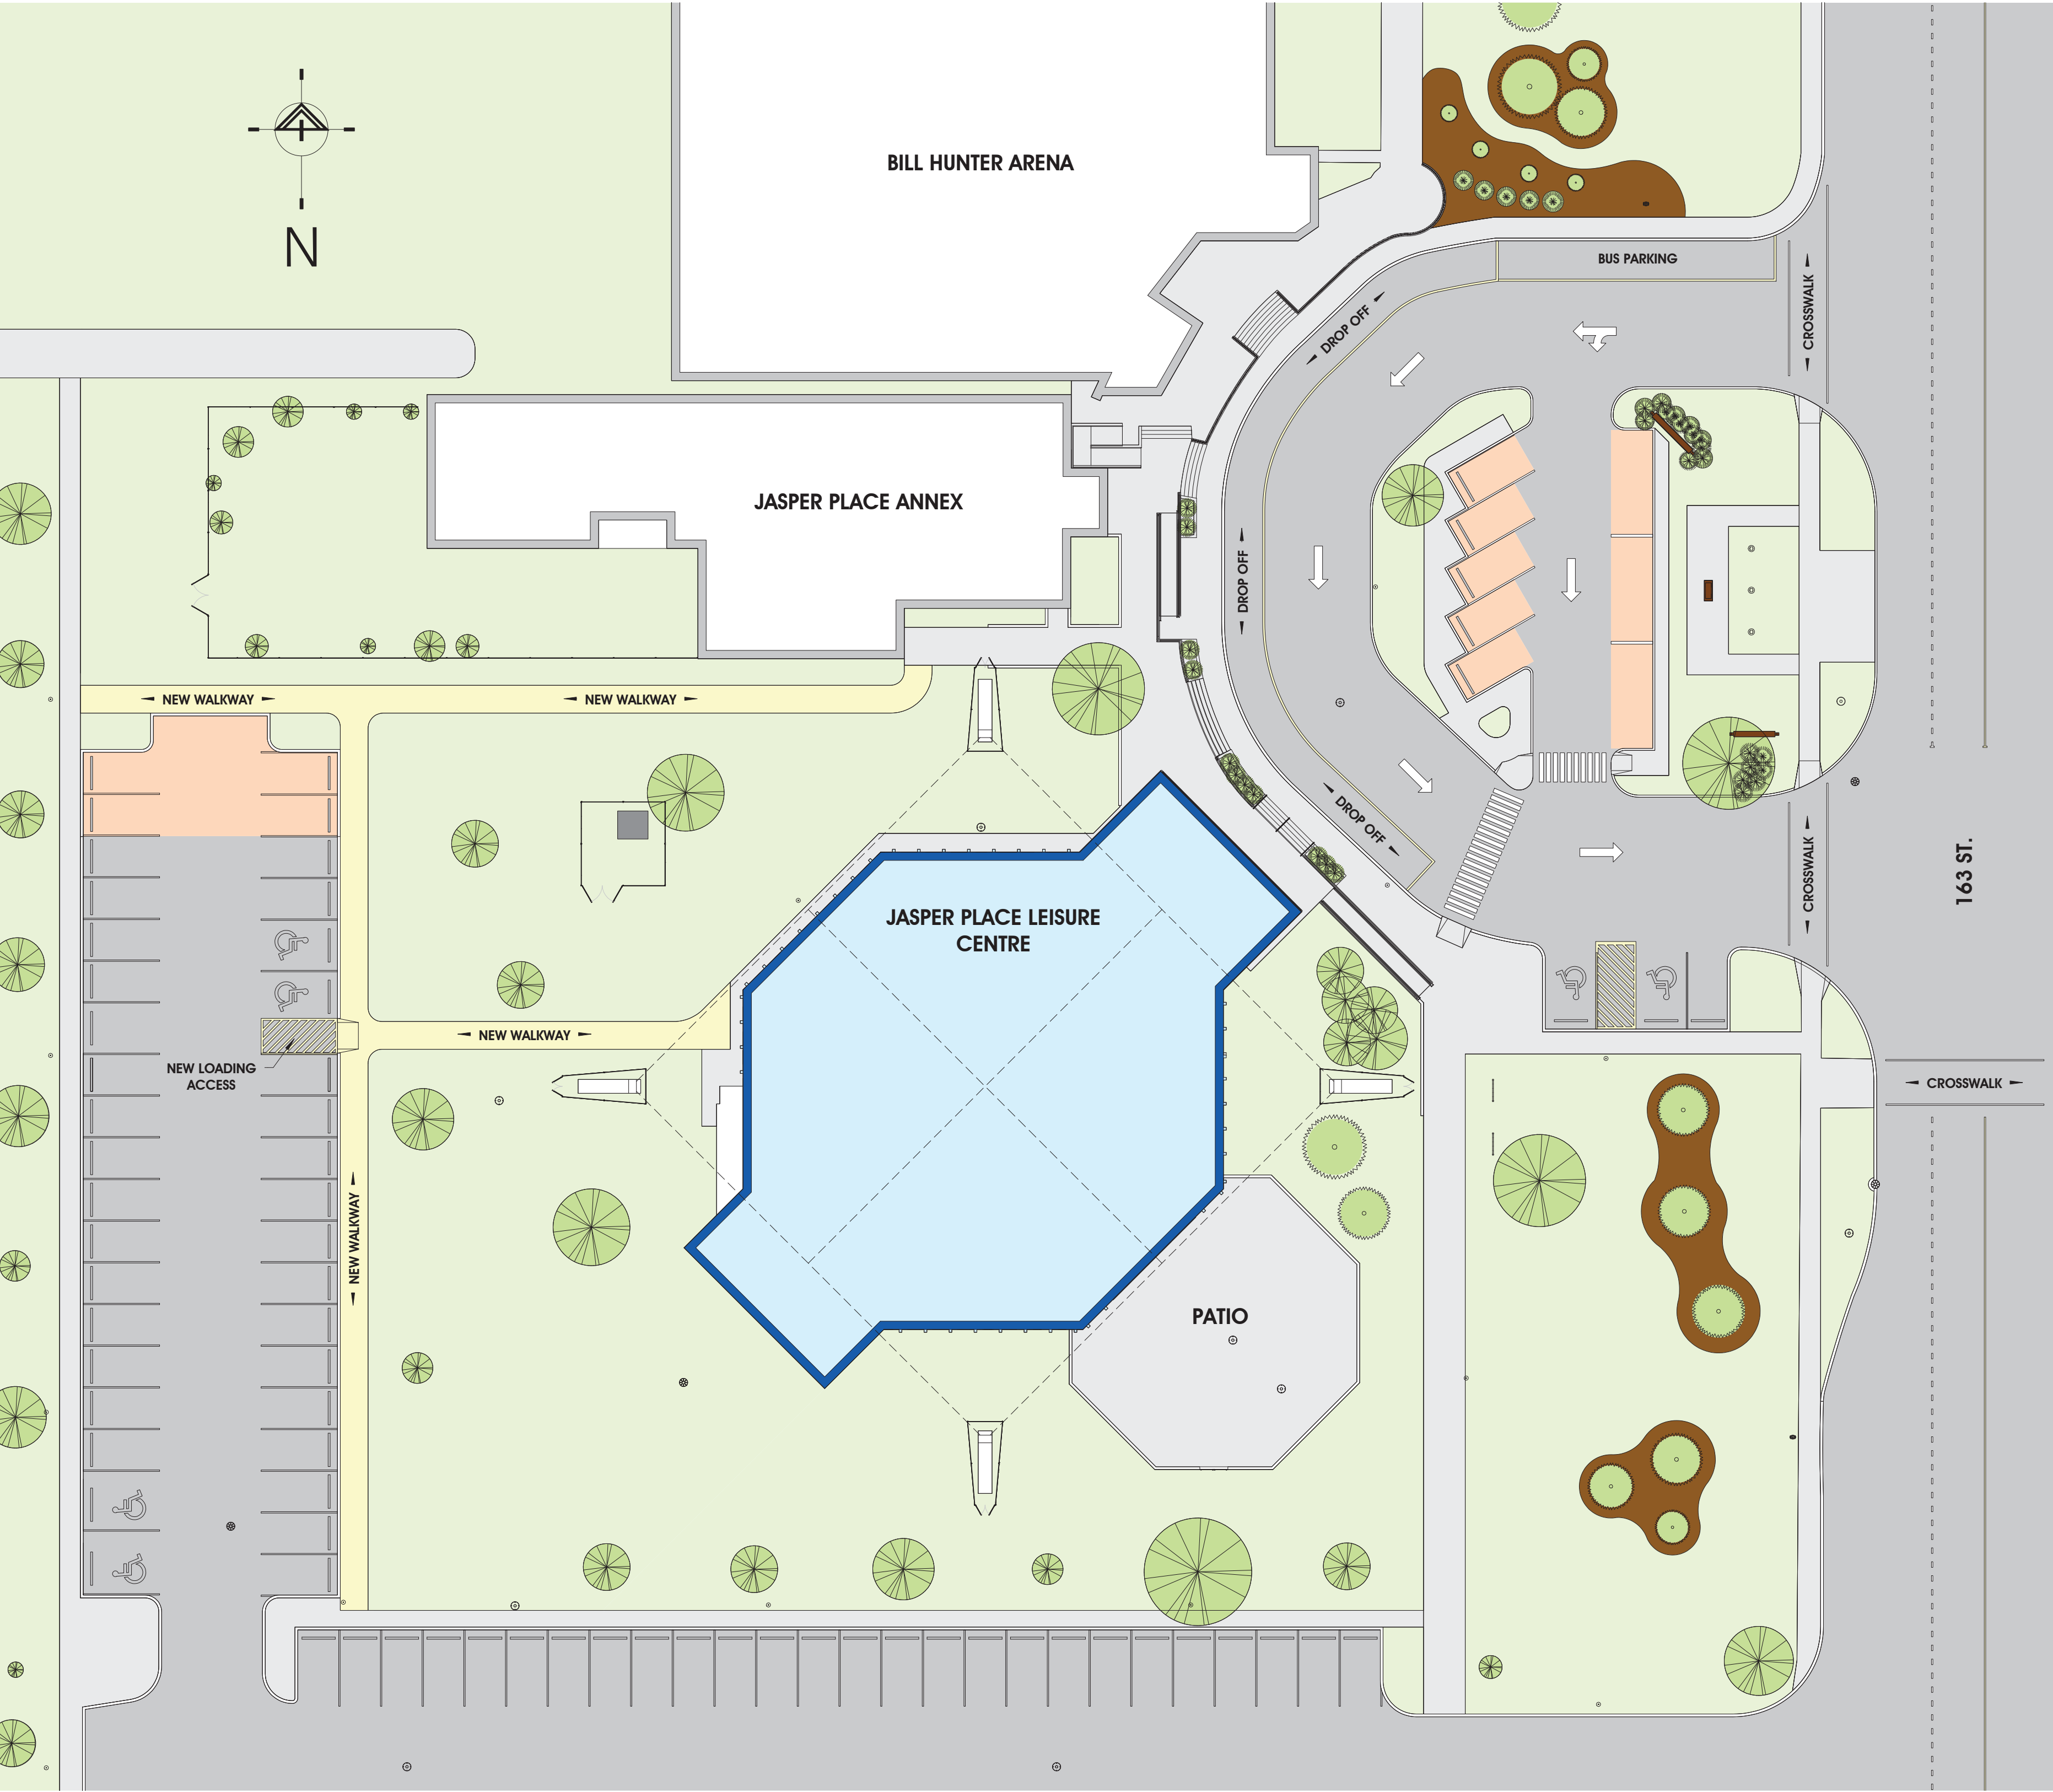 BILL HUNTER ARENA
N
BUS PARKING
CROSSWALK
DROP OFF
JASPER PLACE ANNEX
DROP OFF
NEW WALKWAY
NEW WALKWAY
DROP OFF
CROSSWALK
163 ST.
JASPER PLACE LEISURE
CENTRE
NEW WALKWAY
NEW LOADING
ACCESS
CROSSWALK
NEW WALKWAY
PATIO